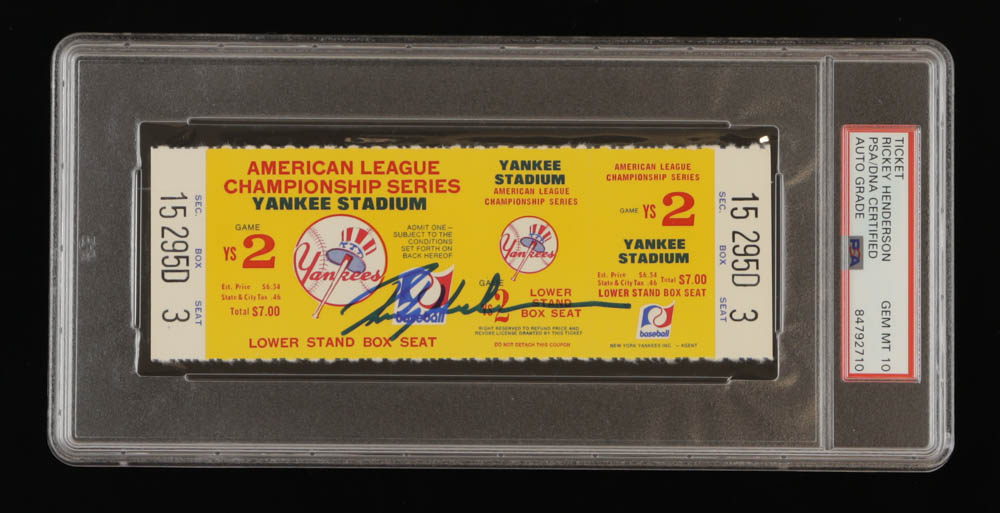 SEC. BOX SEAT
15 295D 3
AMERICAN LEAGUE
CHAMPIONSHIP SERIES
YANKEE STADIUM
GAME
YS 2
Est. Price $6.54
State & City Tax .46
Total $7.00
Yankees
ADMIT ONE—
SUBJECT TO THE
CONDITIONS
SET FORTH ON
BACK HEREOF
baseball
LOWER STAND BOX SEAT
YANKEE
STADIUM
AMERICAN LEAGUE
CHAMPIONSHIP SERIES
Yankees
GAME
YS 2
LOWER
STAND
BOX SEAT
RIGHT RESERVED TO REFUND PRICE AND
REVOKE LICENSE GRANTED BY THIS TICKET
DO NOT DETACH THIS COUPON
AMERICAN LEAGUE
CHAMPIONSHIP SERIES
GAME YS 2
YANKEE
STADIUM
Est. Price $6.54
State & City Tax .46 Total $7.00
LOWER STAND BOX SEAT
baseball
NEW YORK YANKEES INC. – AGENT
SEC. BOX SEAT
15 295D 3
TICKET
RICKEY HENDERSON
PSA/DNA CERTIFIED
AUTO GRADE
PSA
GEM MT 10
84792710